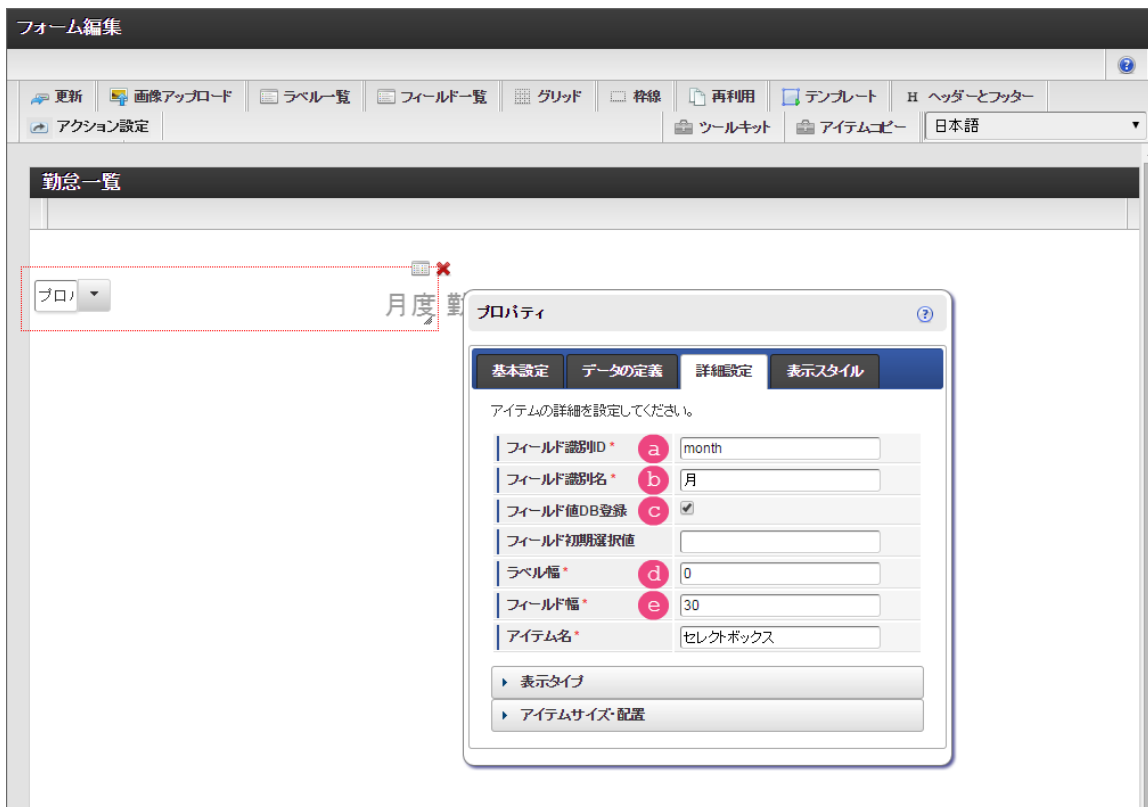 フォーム編集
更新 画像アップロード ラベル一覧 フィールド一覧 グリッド 枠線 再利用 テンプレート H ヘッダーとフッター
アクション設定 ツールキット アイテムコピー 日本語
勤怠一覧
プロパ
月度 勤
プロパティ
基本設定 データの定義 詳細設定 表示スタイル
アイテムの詳細を設定してください。
フィールド識別ID * a month
フィールド識別名 * b 月
フィールド値DB登録 c
フィールド初期選択値
ラベル幅 * d 0
フィールド幅 * e 30
アイテム名 * セレクトボックス
表示タイプ
アイテムサイズ・配置